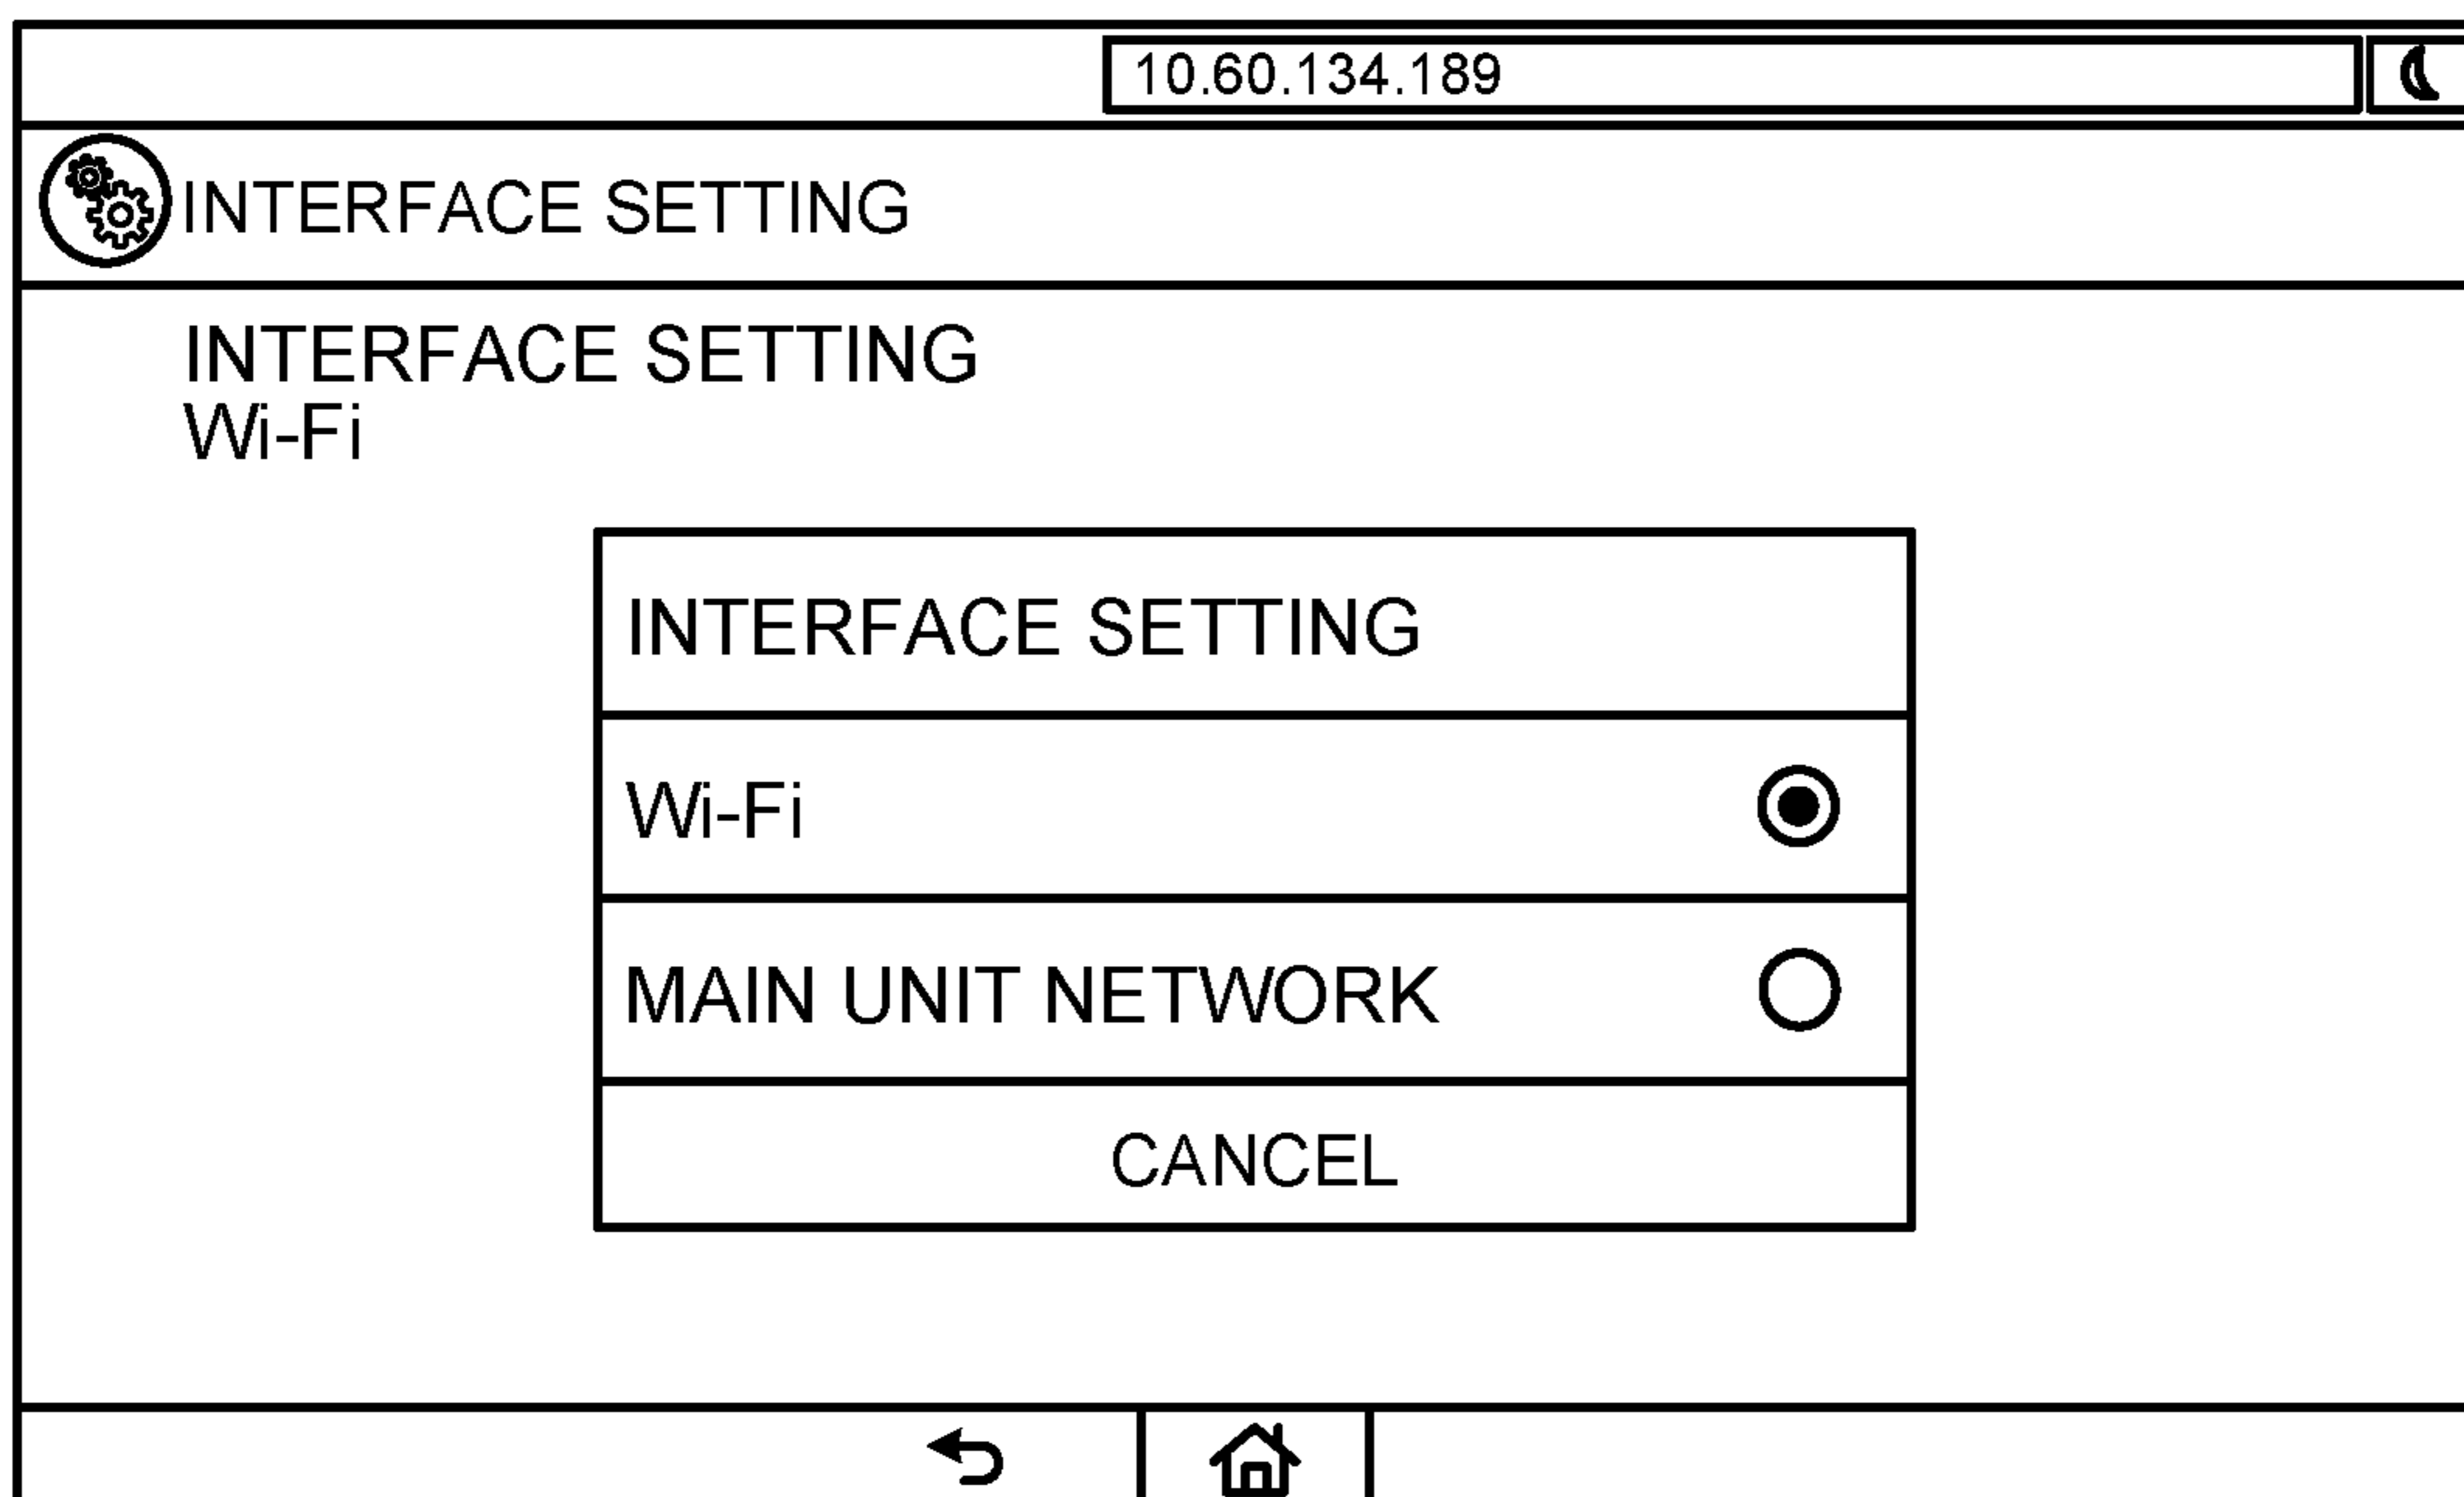 10.60.134.189
INTERFACE SETTING
INTERFACE SETTING
Wi-Fi
INTERFACE SETTING
Wi-Fi
MAIN UNIT NETWORK
CANCEL